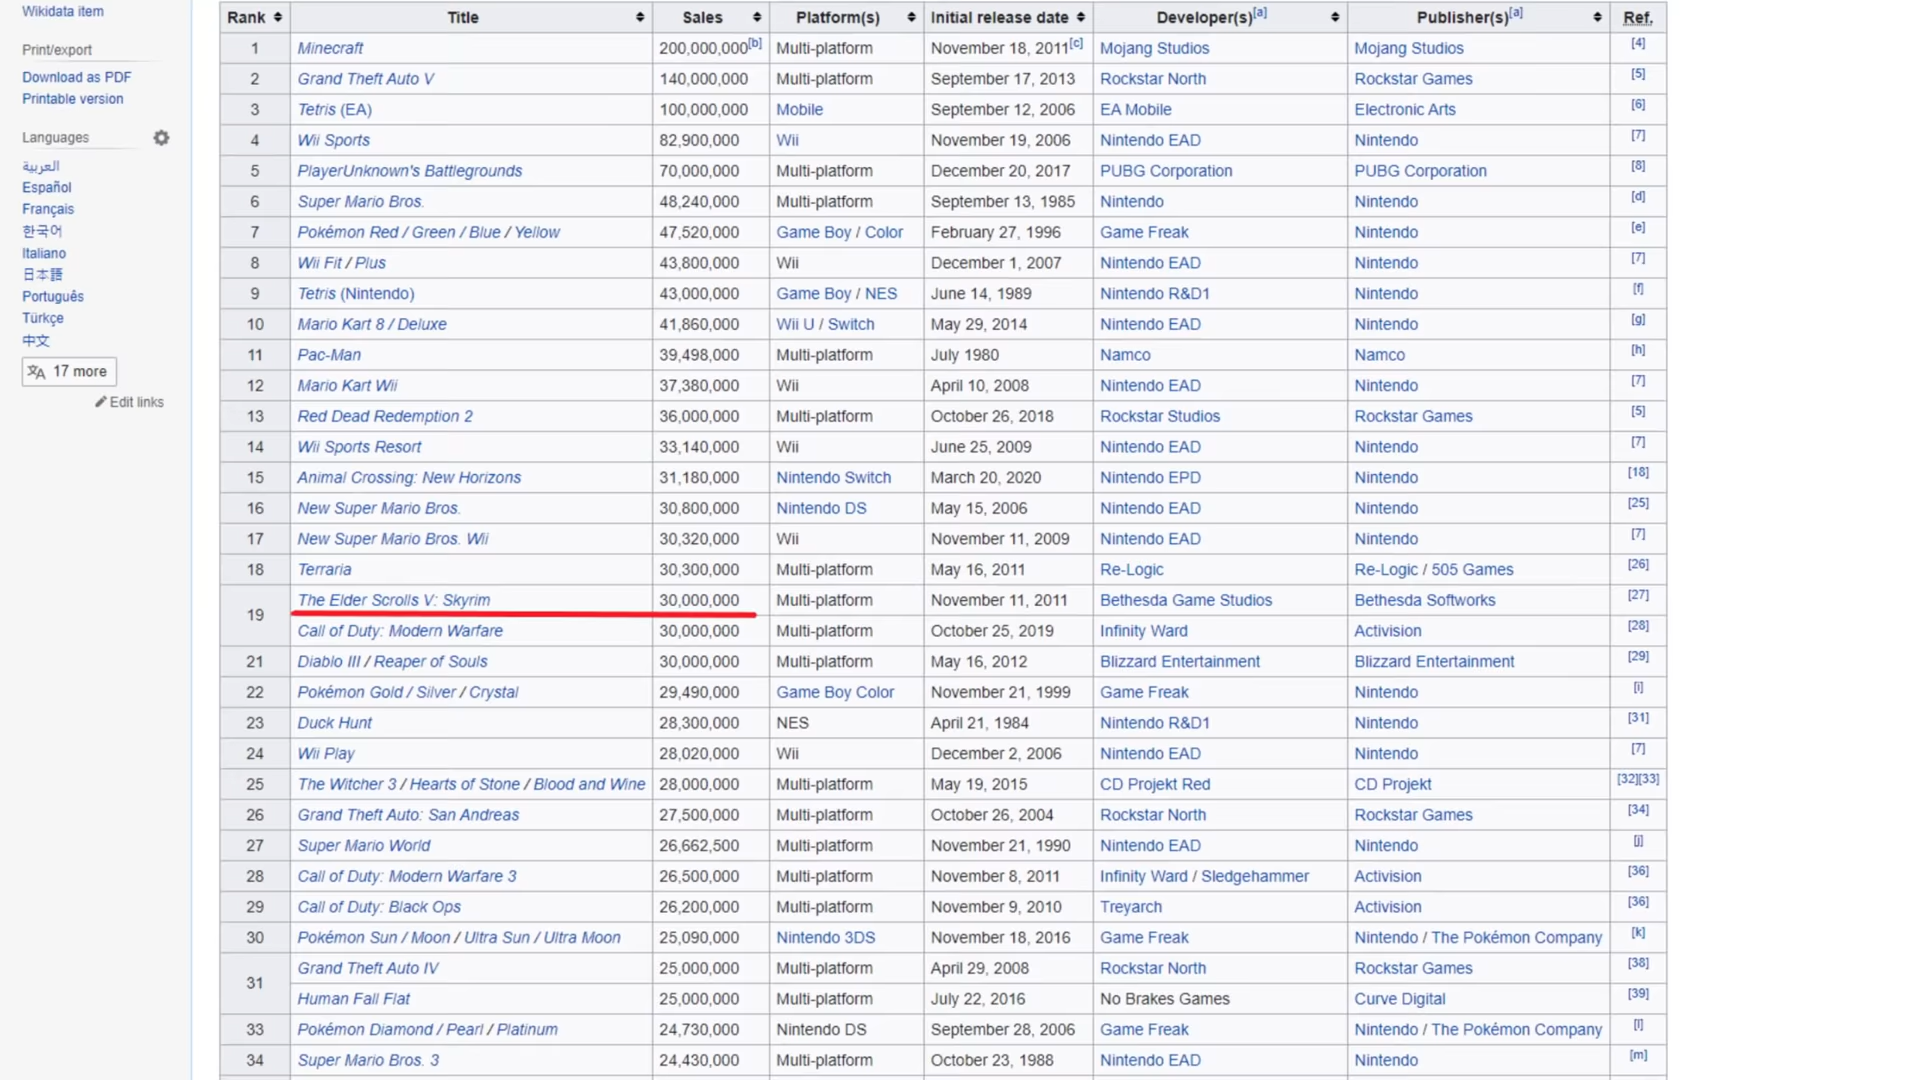 Wikidata item
Print/export
Download as PDF
Printable version
Languages
العربية
Español
Français
한국어
Italiano
日本語
Português
Türkçe
中文
17 more
Edit links
Rank Title Sales Platform(s) Initial release date Developer(s)[a] Publisher(s)[a] Ref.
1 Minecraft 200,000,000[b] Multi-platform November 18, 2011[c] Mojang Studios Mojang Studios [4]
2 Grand Theft Auto V 140,000,000 Multi-platform September 17, 2013 Rockstar North Rockstar Games [5]
3 Tetris (EA) 100,000,000 Mobile September 12, 2006 EA Mobile Electronic Arts [6]
4 Wii Sports 82,900,000 Wii November 19, 2006 Nintendo EAD Nintendo [7]
5 PlayerUnknown's Battlegrounds 70,000,000 Multi-platform December 20, 2017 PUBG Corporation PUBG Corporation [8]
6 Super Mario Bros. 48,240,000 Multi-platform September 13, 1985 Nintendo Nintendo [d]
7 Pokémon Red / Green / Blue / Yellow 47,520,000 Game Boy / Color February 27, 1996 Game Freak Nintendo [e]
8 Wii Fit / Plus 43,800,000 Wii December 1, 2007 Nintendo EAD Nintendo [7]
9 Tetris (Nintendo) 43,000,000 Game Boy / NES June 14, 1989 Nintendo R&D1 Nintendo [f]
10 Mario Kart 8 / Deluxe 41,860,000 Wii U / Switch May 29, 2014 Nintendo EAD Nintendo [g]
11 Pac-Man 39,498,000 Multi-platform July 1980 Namco Namco [h]
12 Mario Kart Wii 37,380,000 Wii April 10, 2008 Nintendo EAD Nintendo [7]
13 Red Dead Redemption 2 36,000,000 Multi-platform October 26, 2018 Rockstar Studios Rockstar Games [5]
14 Wii Sports Resort 33,140,000 Wii June 25, 2009 Nintendo EAD Nintendo [7]
15 Animal Crossing: New Horizons 31,180,000 Nintendo Switch March 20, 2020 Nintendo EPD Nintendo [18]
16 New Super Mario Bros. 30,800,000 Nintendo DS May 15, 2006 Nintendo EAD Nintendo [25]
17 New Super Mario Bros. Wii 30,320,000 Wii November 11, 2009 Nintendo EAD Nintendo [7]
18 Terraria 30,300,000 Multi-platform May 16, 2011 Re-Logic Re-Logic / 505 Games [26]
19 The Elder Scrolls V: Skyrim 30,000,000 Multi-platform November 11, 2011 Bethesda Game Studios Bethesda Softworks [27]
Call of Duty: Modern Warfare 30,000,000 Multi-platform October 25, 2019 Infinity Ward Activision [28]
21 Diablo III / Reaper of Souls 30,000,000 Multi-platform May 16, 2012 Blizzard Entertainment Blizzard Entertainment [29]
22 Pokémon Gold / Silver / Crystal 29,490,000 Game Boy Color November 21, 1999 Game Freak Nintendo [i]
23 Duck Hunt 28,300,000 NES April 21, 1984 Nintendo R&D1 Nintendo [31]
24 Wii Play 28,020,000 Wii December 2, 2006 Nintendo EAD Nintendo [7]
25 The Witcher 3 / Hearts of Stone / Blood and Wine 28,000,000 Multi-platform May 19, 2015 CD Projekt Red CD Projekt [32][33]
26 Grand Theft Auto: San Andreas 27,500,000 Multi-platform October 26, 2004 Rockstar North Rockstar Games [34]
27 Super Mario World 26,662,500 Multi-platform November 21, 1990 Nintendo EAD Nintendo [j]
28 Call of Duty: Modern Warfare 3 26,500,000 Multi-platform November 8, 2011 Infinity Ward / Sledgehammer Activision [36]
29 Call of Duty: Black Ops 26,200,000 Multi-platform November 9, 2010 Treyarch Activision [36]
30 Pokémon Sun / Moon / Ultra Sun / Ultra Moon 25,090,000 Nintendo 3DS November 18, 2016 Game Freak Nintendo / The Pokémon Company [k]
31 Grand Theft Auto IV 25,000,000 Multi-platform April 29, 2008 Rockstar North Rockstar Games [38]
Human Fall Flat 25,000,000 Multi-platform July 22, 2016 No Brakes Games Curve Digital [39]
33 Pokémon Diamond / Pearl / Platinum 24,730,000 Nintendo DS September 28, 2006 Game Freak Nintendo / The Pokémon Company [l]
34 Super Mario Bros. 3 24,430,000 Multi-platform October 23, 1988 Nintendo EAD Nintendo [m]